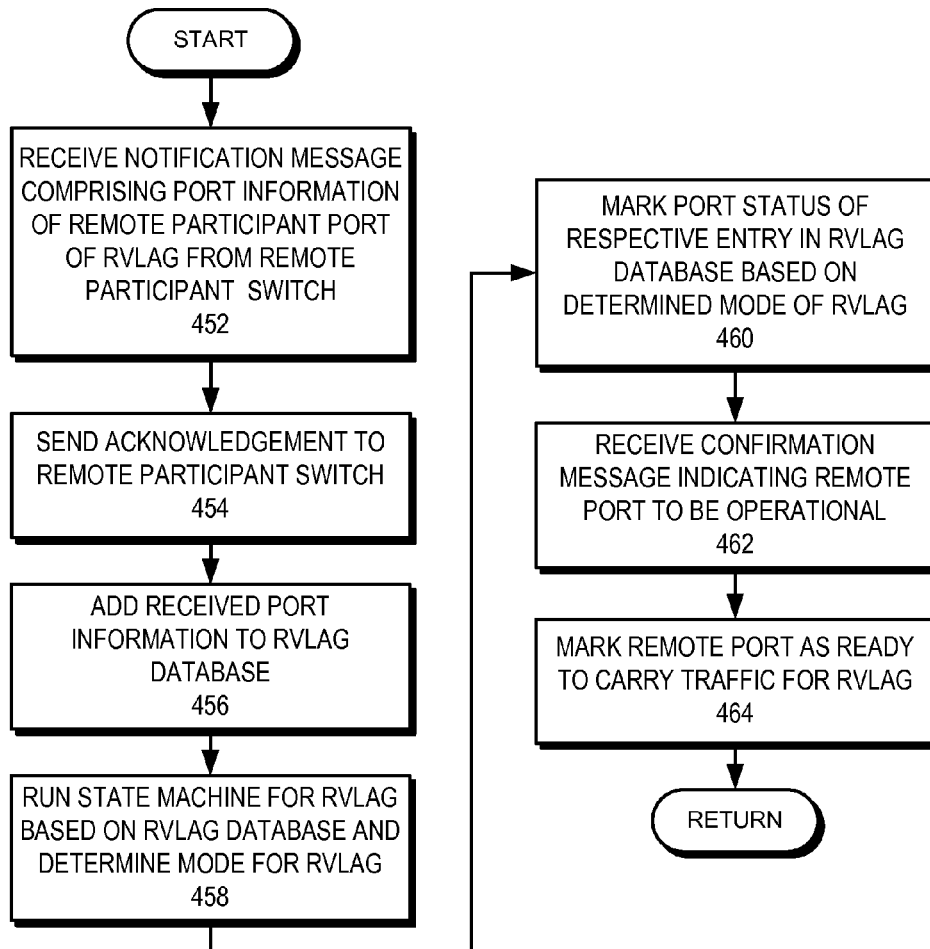 START
RECEIVE NOTIFICATION MESSAGE
COMPRISING PORT INFORMATION
OF REMOTE PARTICIPANT PORT
OF RVLAG FROM REMOTE
PARTICIPANT SWITCH
452
SEND ACKNOWLEDGEMENT TO
REMOTE PARTICIPANT SWITCH
454
ADD RECEIVED PORT
INFORMATION TO RVLAG
DATABASE
456
RUN STATE MACHINE FOR RVLAG
BASED ON RVLAG DATABASE AND
DETERMINE MODE FOR RVLAG
458
MARK PORT STATUS OF
RESPECTIVE ENTRY IN RVLAG
DATABASE BASED ON
DETERMINED MODE OF RVLAG
460
RECEIVE CONFIRMATION
MESSAGE INDICATING REMOTE
PORT TO BE OPERATIONAL
462
MARK REMOTE PORT AS READY
TO CARRY TRAFFIC FOR RVLAG
464
RETURN